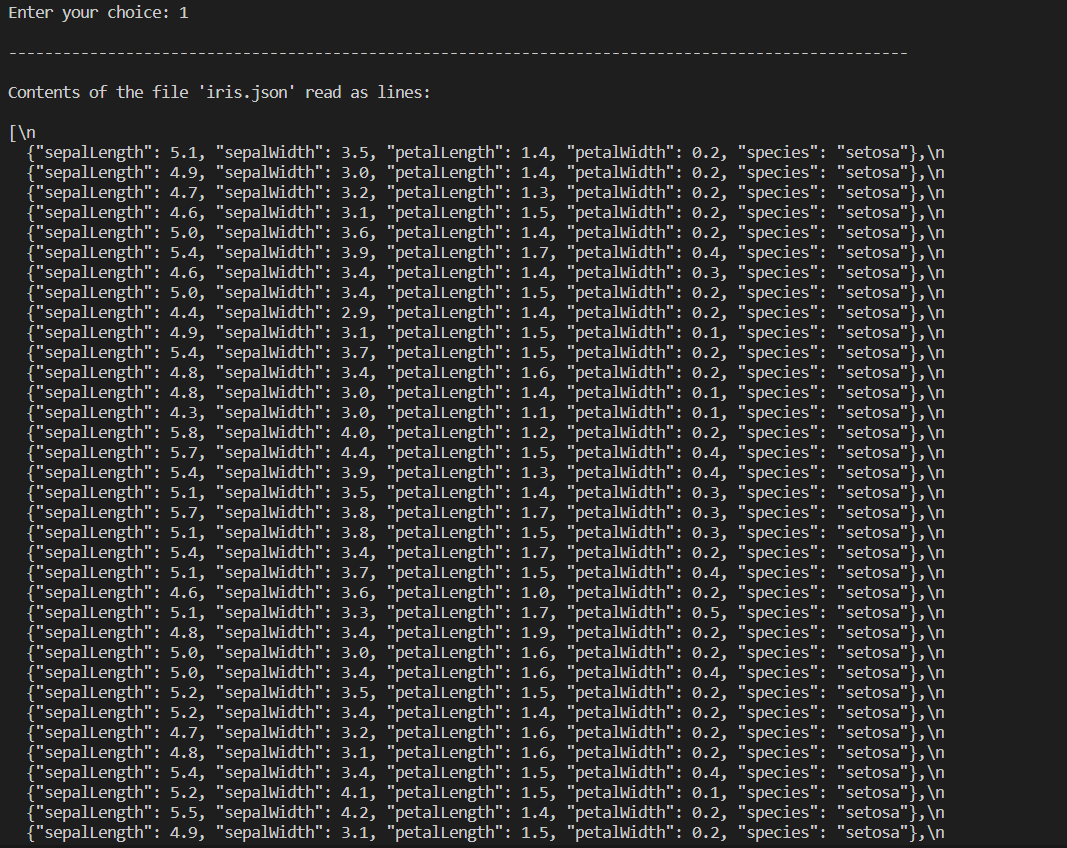 Enter your choice: 1
----------------------------------------------------------------------------------------------------
Contents of the file 'iris.json' read as lines:
[\n
  {"sepalLength": 5.1, "sepalWidth": 3.5, "petalLength": 1.4, "petalWidth": 0.2, "species": "setosa"},\n
  {"sepalLength": 4.9, "sepalWidth": 3.0, "petalLength": 1.4, "petalWidth": 0.2, "species": "setosa"},\n
  {"sepalLength": 4.7, "sepalWidth": 3.2, "petalLength": 1.3, "petalWidth": 0.2, "species": "setosa"},\n
  {"sepalLength": 4.6, "sepalWidth": 3.1, "petalLength": 1.5, "petalWidth": 0.2, "species": "setosa"},\n
  {"sepalLength": 5.0, "sepalWidth": 3.6, "petalLength": 1.4, "petalWidth": 0.2, "species": "setosa"},\n
  {"sepalLength": 5.4, "sepalWidth": 3.9, "petalLength": 1.7, "petalWidth": 0.4, "species": "setosa"},\n
  {"sepalLength": 4.6, "sepalWidth": 3.4, "petalLength": 1.4, "petalWidth": 0.3, "species": "setosa"},\n
  {"sepalLength": 5.0, "sepalWidth": 3.4, "petalLength": 1.5, "petalWidth": 0.2, "species": "setosa"},\n
  {"sepalLength": 4.4, "sepalWidth": 2.9, "petalLength": 1.4, "petalWidth": 0.2, "species": "setosa"},\n
  {"sepalLength": 4.9, "sepalWidth": 3.1, "petalLength": 1.5, "petalWidth": 0.1, "species": "setosa"},\n
  {"sepalLength": 5.4, "sepalWidth": 3.7, "petalLength": 1.5, "petalWidth": 0.2, "species": "setosa"},\n
  {"sepalLength": 4.8, "sepalWidth": 3.4, "petalLength": 1.6, "petalWidth": 0.2, "species": "setosa"},\n
  {"sepalLength": 4.8, "sepalWidth": 3.0, "petalLength": 1.4, "petalWidth": 0.1, "species": "setosa"},\n
  {"sepalLength": 4.3, "sepalWidth": 3.0, "petalLength": 1.1, "petalWidth": 0.1, "species": "setosa"},\n
  {"sepalLength": 5.8, "sepalWidth": 4.0, "petalLength": 1.2, "petalWidth": 0.2, "species": "setosa"},\n
  {"sepalLength": 5.7, "sepalWidth": 4.4, "petalLength": 1.5, "petalWidth": 0.4, "species": "setosa"},\n
  {"sepalLength": 5.4, "sepalWidth": 3.9, "petalLength": 1.3, "petalWidth": 0.4, "species": "setosa"},\n
  {"sepalLength": 5.1, "sepalWidth": 3.5, "petalLength": 1.4, "petalWidth": 0.3, "species": "setosa"},\n
  {"sepalLength": 5.7, "sepalWidth": 3.8, "petalLength": 1.7, "petalWidth": 0.3, "species": "setosa"},\n
  {"sepalLength": 5.1, "sepalWidth": 3.8, "petalLength": 1.5, "petalWidth": 0.3, "species": "setosa"},\n
  {"sepalLength": 5.4, "sepalWidth": 3.4, "petalLength": 1.7, "petalWidth": 0.2, "species": "setosa"},\n
  {"sepalLength": 5.1, "sepalWidth": 3.7, "petalLength": 1.5, "petalWidth": 0.4, "species": "setosa"},\n
  {"sepalLength": 4.6, "sepalWidth": 3.6, "petalLength": 1.0, "petalWidth": 0.2, "species": "setosa"},\n
  {"sepalLength": 5.1, "sepalWidth": 3.3, "petalLength": 1.7, "petalWidth": 0.5, "species": "setosa"},\n
  {"sepalLength": 4.8, "sepalWidth": 3.4, "petalLength": 1.9, "petalWidth": 0.2, "species": "setosa"},\n
  {"sepalLength": 5.0, "sepalWidth": 3.0, "petalLength": 1.6, "petalWidth": 0.2, "species": "setosa"},\n
  {"sepalLength": 5.0, "sepalWidth": 3.4, "petalLength": 1.6, "petalWidth": 0.4, "species": "setosa"},\n
  {"sepalLength": 5.2, "sepalWidth": 3.5, "petalLength": 1.5, "petalWidth": 0.2, "species": "setosa"},\n
  {"sepalLength": 5.2, "sepalWidth": 3.4, "petalLength": 1.4, "petalWidth": 0.2, "species": "setosa"},\n
  {"sepalLength": 4.7, "sepalWidth": 3.2, "petalLength": 1.6, "petalWidth": 0.2, "species": "setosa"},\n
  {"sepalLength": 4.8, "sepalWidth": 3.1, "petalLength": 1.6, "petalWidth": 0.2, "species": "setosa"},\n
  {"sepalLength": 5.4, "sepalWidth": 3.4, "petalLength": 1.5, "petalWidth": 0.4, "species": "setosa"},\n
  {"sepalLength": 5.2, "sepalWidth": 4.1, "petalLength": 1.5, "petalWidth": 0.1, "species": "setosa"},\n
  {"sepalLength": 5.5, "sepalWidth": 4.2, "petalLength": 1.4, "petalWidth": 0.2, "species": "setosa"},\n
  {"sepalLength": 4.9, "sepalWidth": 3.1, "petalLength": 1.5, "petalWidth": 0.2, "species": "setosa"},\n